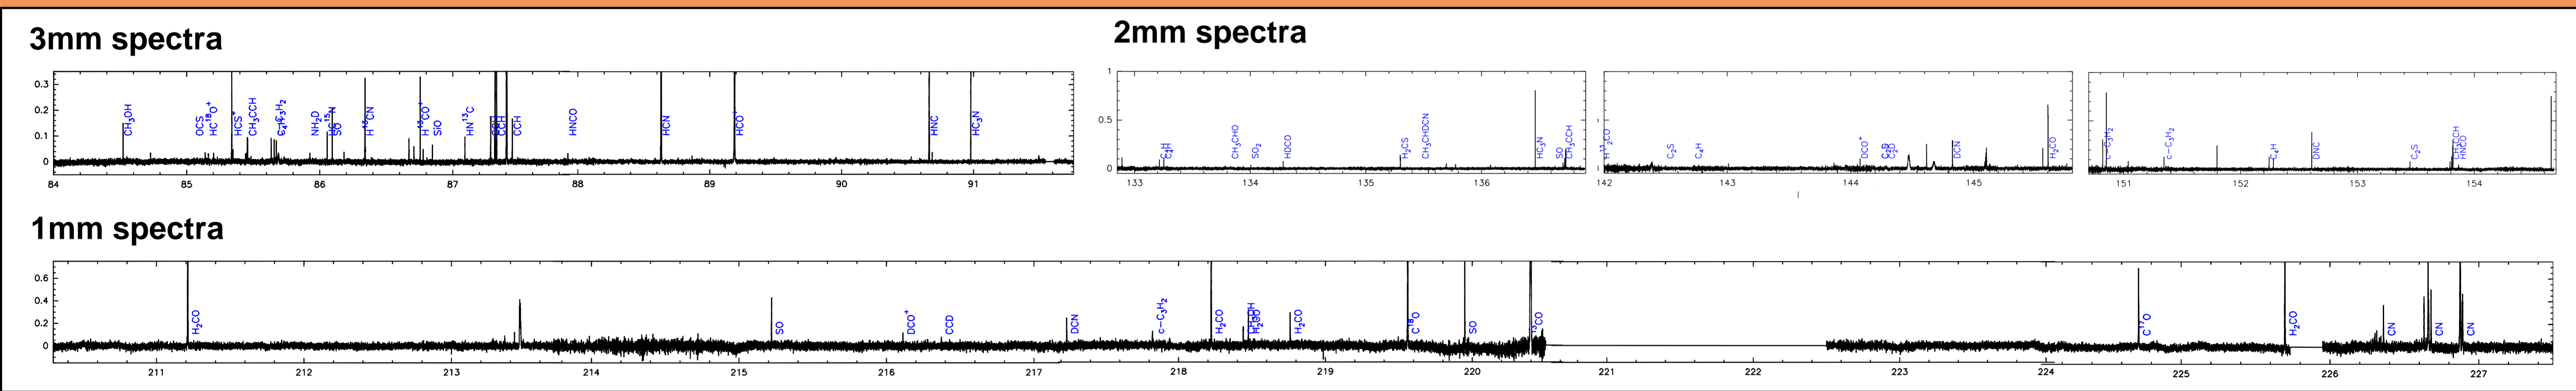 3mm spectra
2mm spectra
0.3
0.2
0.1
0
CH₃OH
OCS
HC¹⁸O⁺
HCS⁺
CH₃CCH
NH₂D
SO
H¹³CN
H¹³CO⁺
SiO
HN¹³C
CCH
CCH
HNCO
HCN
HCO⁺
HNC
HC₃N
84 85 86 87 88 89 90 91
1
0.5
0
C₄H
C₄H
CH₃CHO
SO₂
HDCO
H₂CS
CH₃CHDCN
HC₃N
SO
CH₃CCH
133 134 135 136
C₂S
C₄H
DCO⁺
C₂D
DCN
H₂CO
142 143 144 145
c-C₃H₂
c-C₃H₂
C₄H
DNC
C₂S
HNCO
151 152 153 154
1mm spectra
0.6
0.4
0.2
0
H₂CO
SO
DCO⁺
CCD
DCN
c-C₃H₂
H₂CO
H₂CO
C¹⁸O
SO
¹³CO
C¹⁷O
H₂CO
CN
CN
CN
211 212 213 214 215 216 217 218 219 220 221 222 223 224 225 226 227